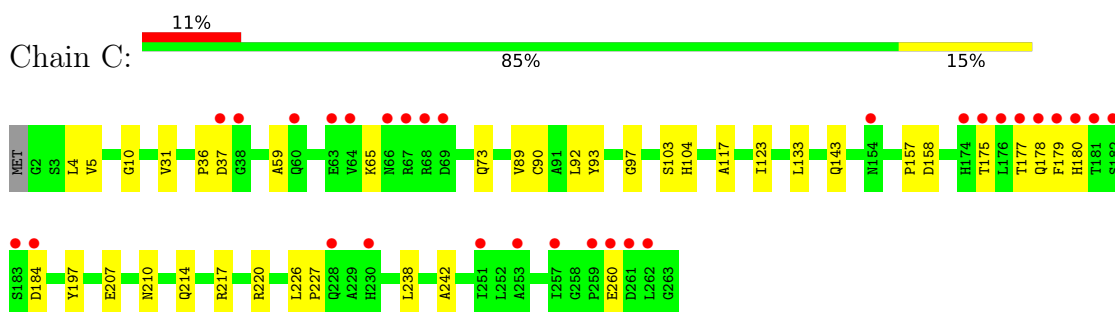 11%
Chain C:
85% 15%
MET G2 S3 L4 V5 G10 V31 P36 D37 G38 A59 Q60 E63 V64 K65 N66 R67 R68 D69 Q73 V89 C90 A91 L92 Y93 G97 S103 H104 A117 I123 L133 Q143 N154 P157 D158 H174 T175 L176 T177 Q178 F179 H180 T181 S182
S183 D184 Y197 E207 N210 Q214 R217 R220 L226 P227 Q228 A229 H230 L238 A242 I251 L252 A253 I257 G258 P259 E260 D261 L262 G263